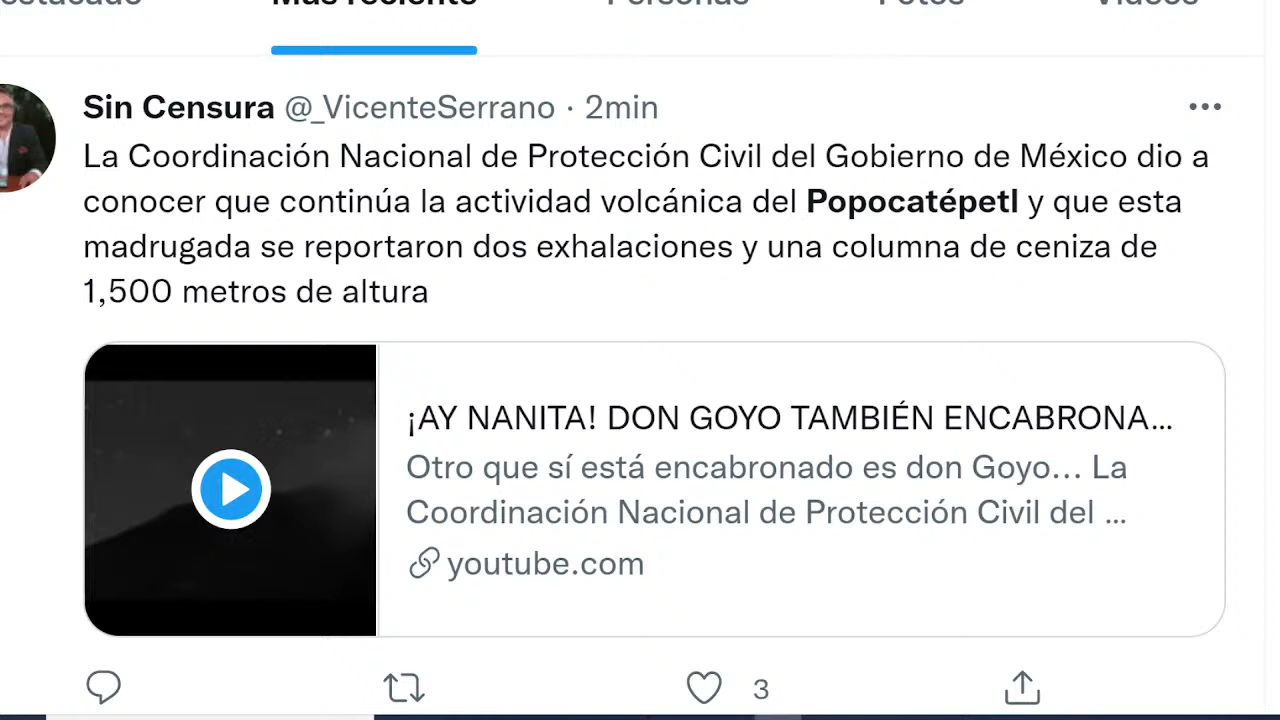 Más reciente
Sin Censura @_VicenteSerrano · 2min
La Coordinación Nacional de Protección Civil del Gobierno de México dio a
conocer que continúa la actividad volcánica del Popocatépetl y que esta
madrugada se reportaron dos exhalaciones y una columna de ceniza de
1,500 metros de altura
¡AY NANITA! DON GOYO TAMBIÉN ENCABRONA...
Otro que sí está encabronado es don Goyo... La
Coordinación Nacional de Protección Civil del ...
youtube.com
3